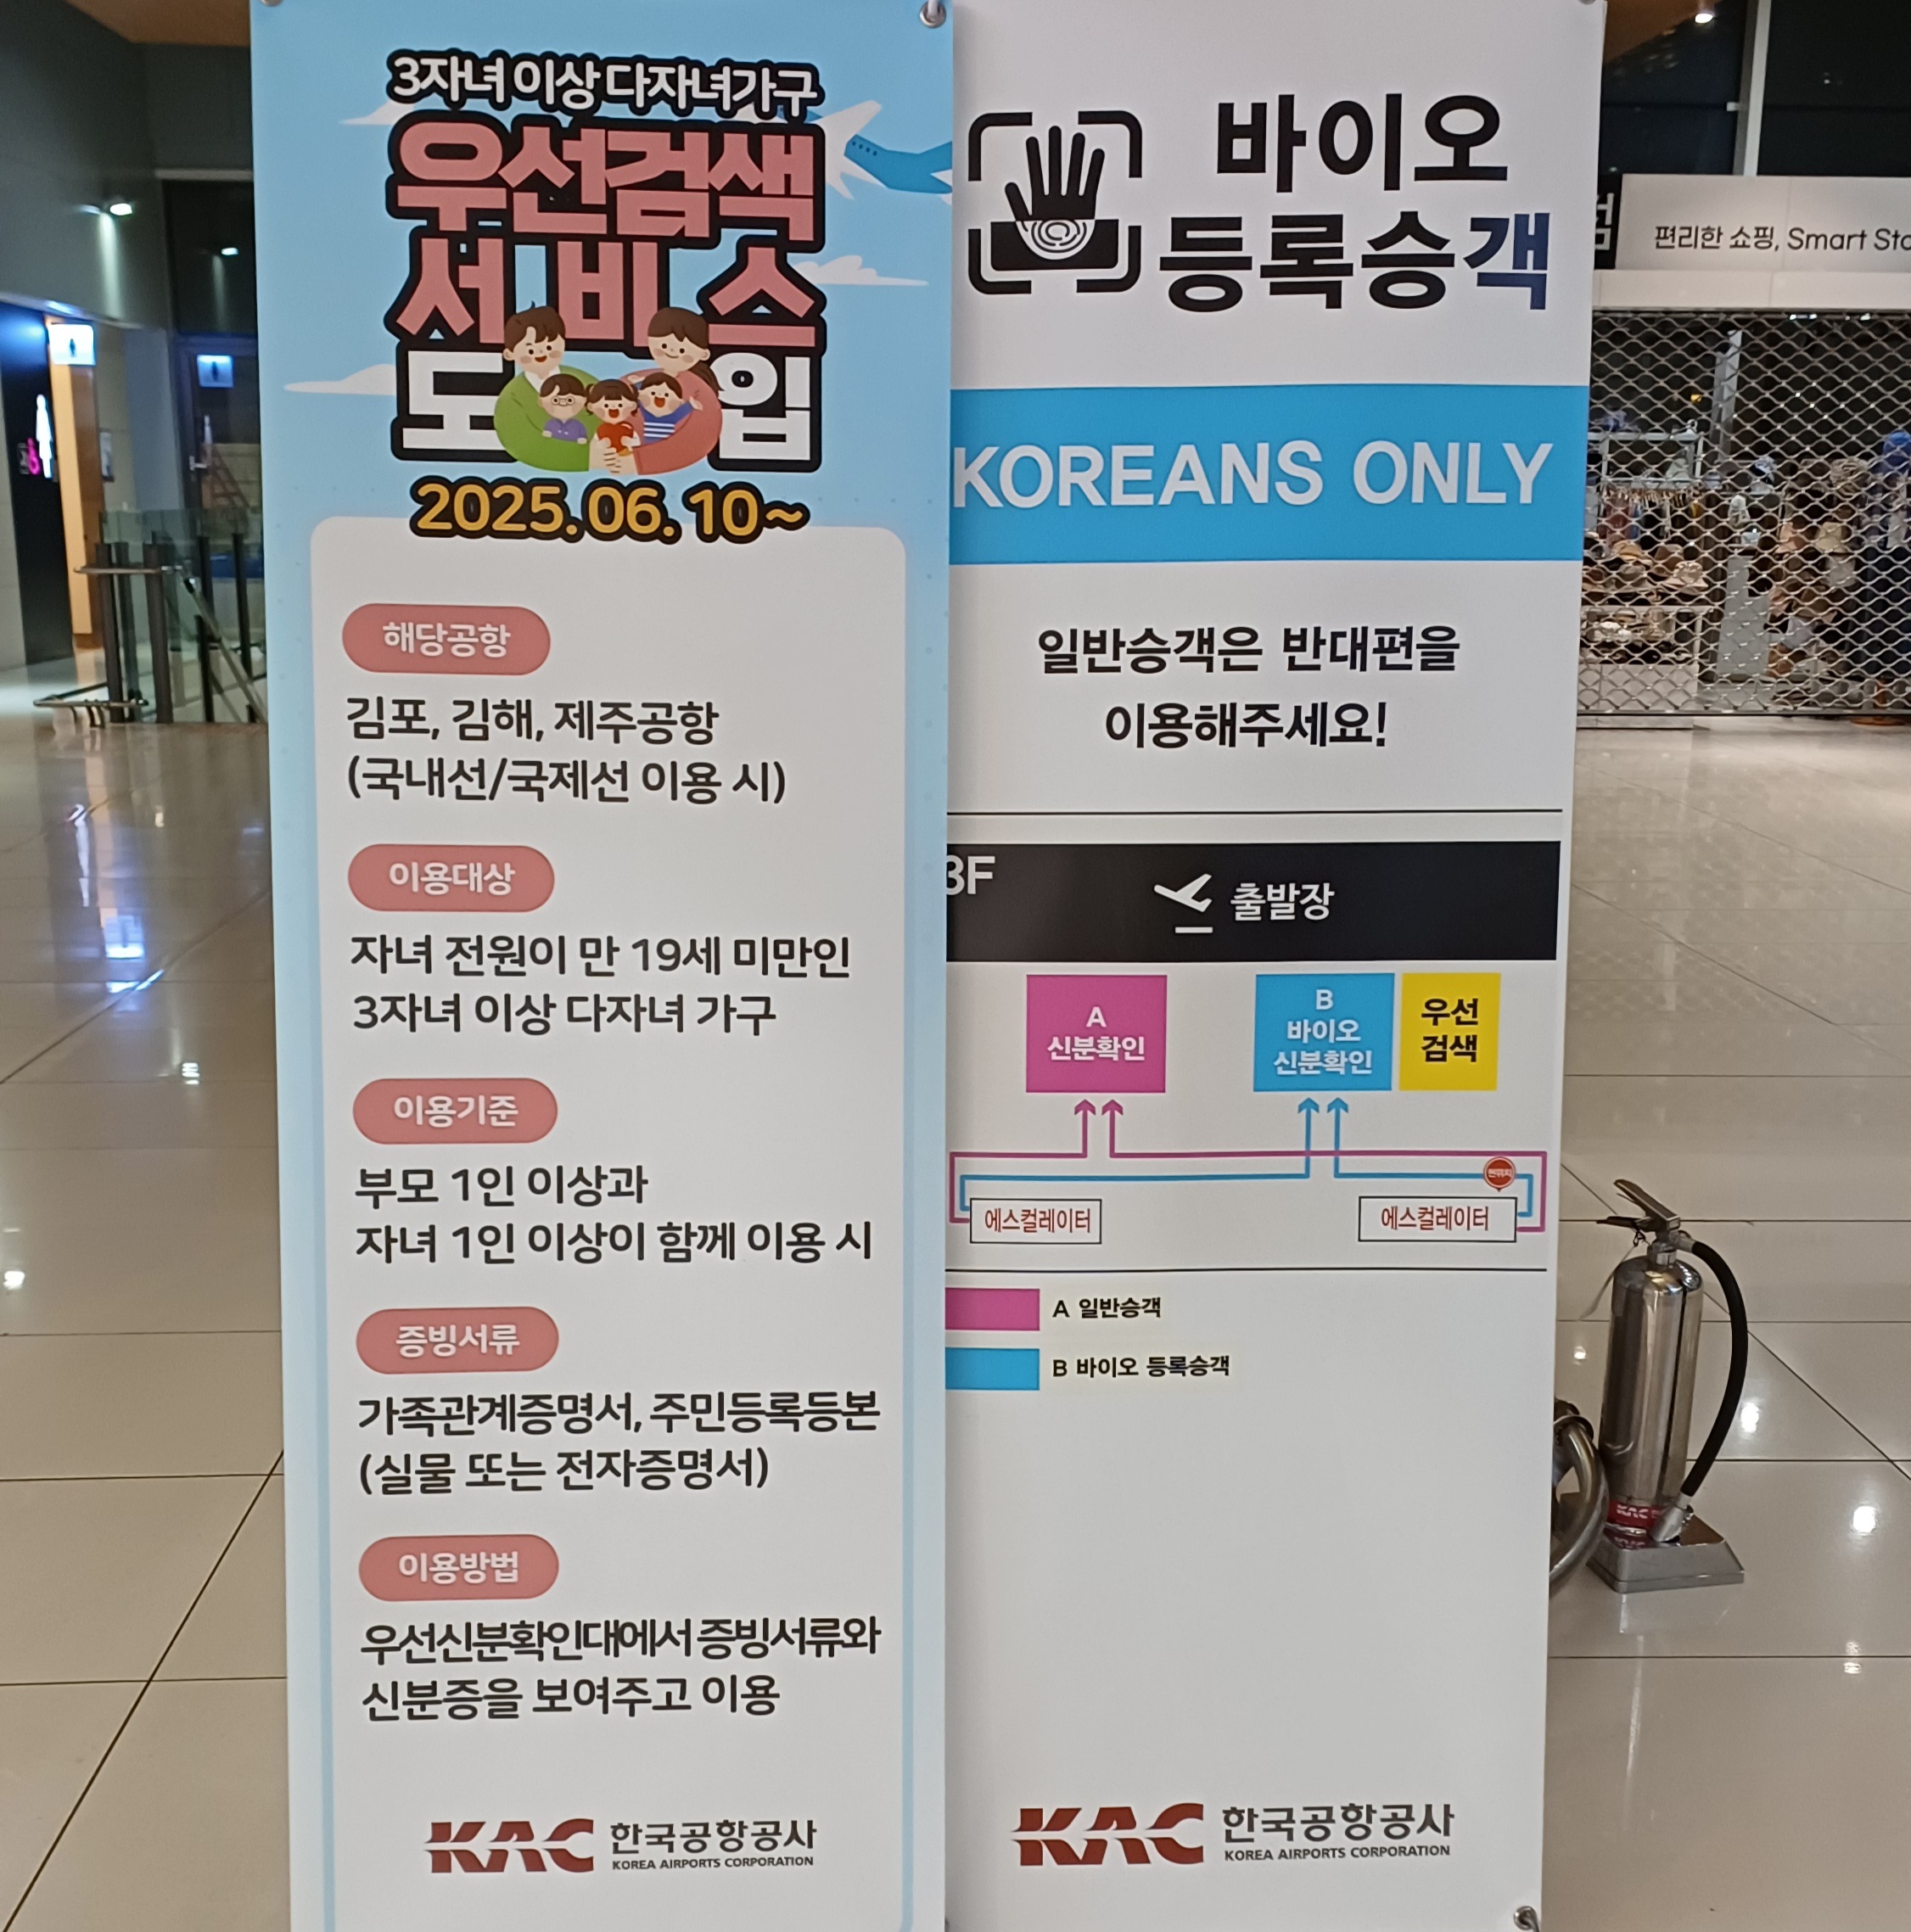 3자녀 이상 다자녀가구
우선검색
서비스
도입
2025.06.10~
해당공항
김포, 김해, 제주공항
(국내선/국제선 이용 시)
이용대상
자녀 전원이 만 19세 미만인
3자녀 이상 다자녀 가구
이용기준
부모 1인 이상과
자녀 1인 이상이 함께 이용 시
증빙서류
가족관계증명서, 주민등록등본
(실물 또는 전자증명서)
이용방법
우선신분확인대에서 증빙서류와
신분증을 보여주고 이용
KAC 한국공항공사
KOREA AIRPORTS CORPORATION
바이오
등록승객
KOREANS ONLY
일반승객은 반대편을
이용해주세요!
3F
출발장
A
신분확인
B
바이오
신분확인
우선
검색
현위치
에스컬레이터
에스컬레이터
A 일반승객
B 바이오 등록승객
KAC 한국공항공사
KOREA AIRPORTS CORPORATION
편리한 쇼핑, Smart Sto
KAC